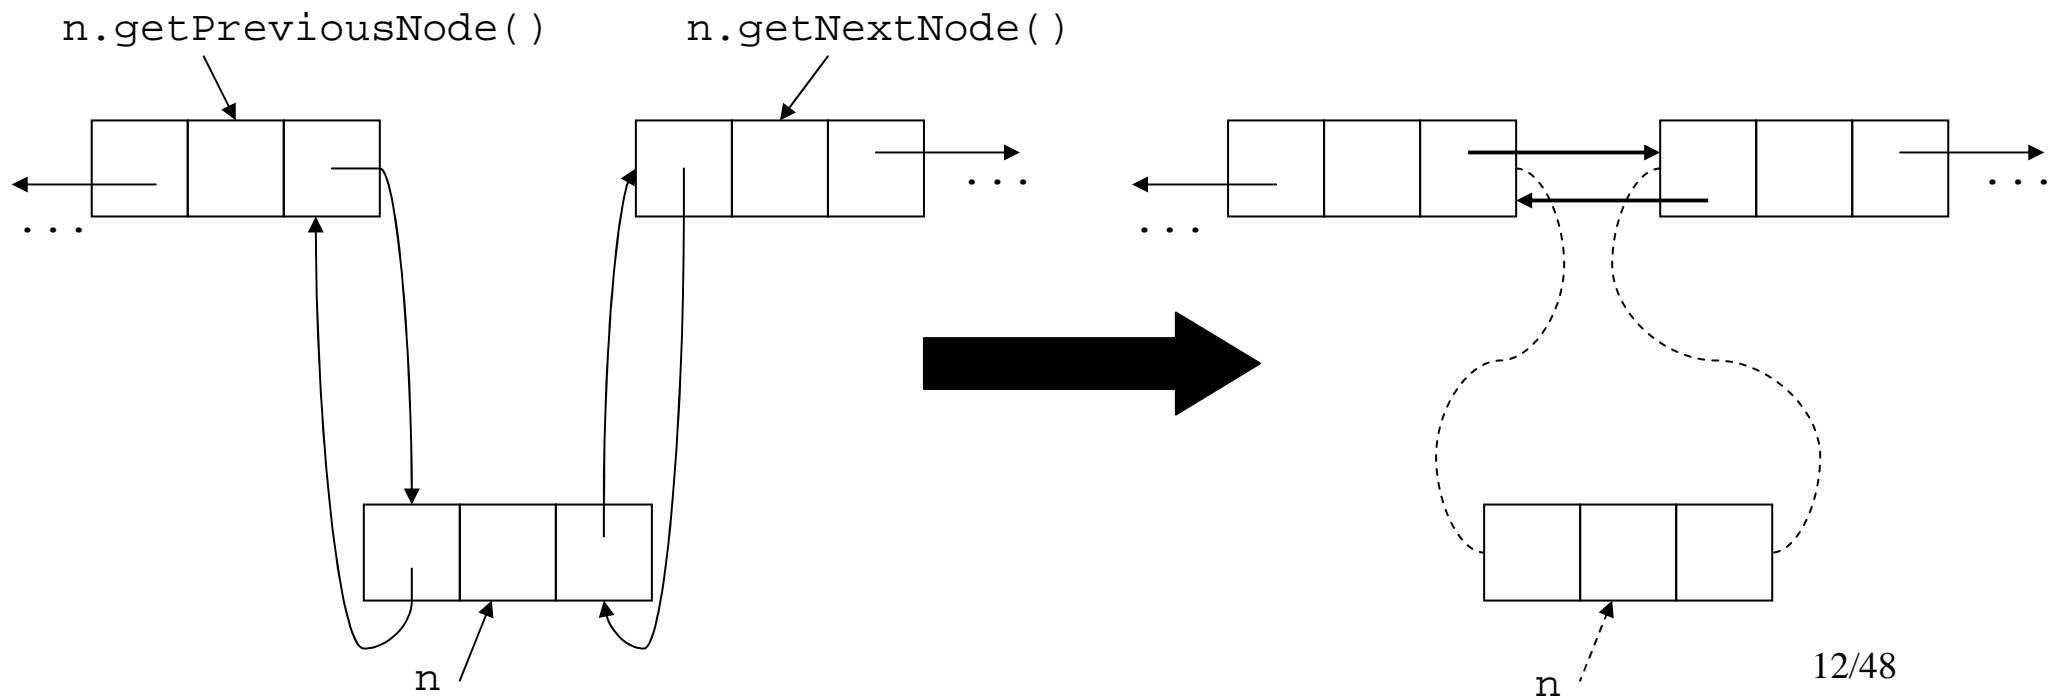 n.getPreviousNode() n.getNextNode()
. . .
. . .
. . .
. . .
n
n
12/48